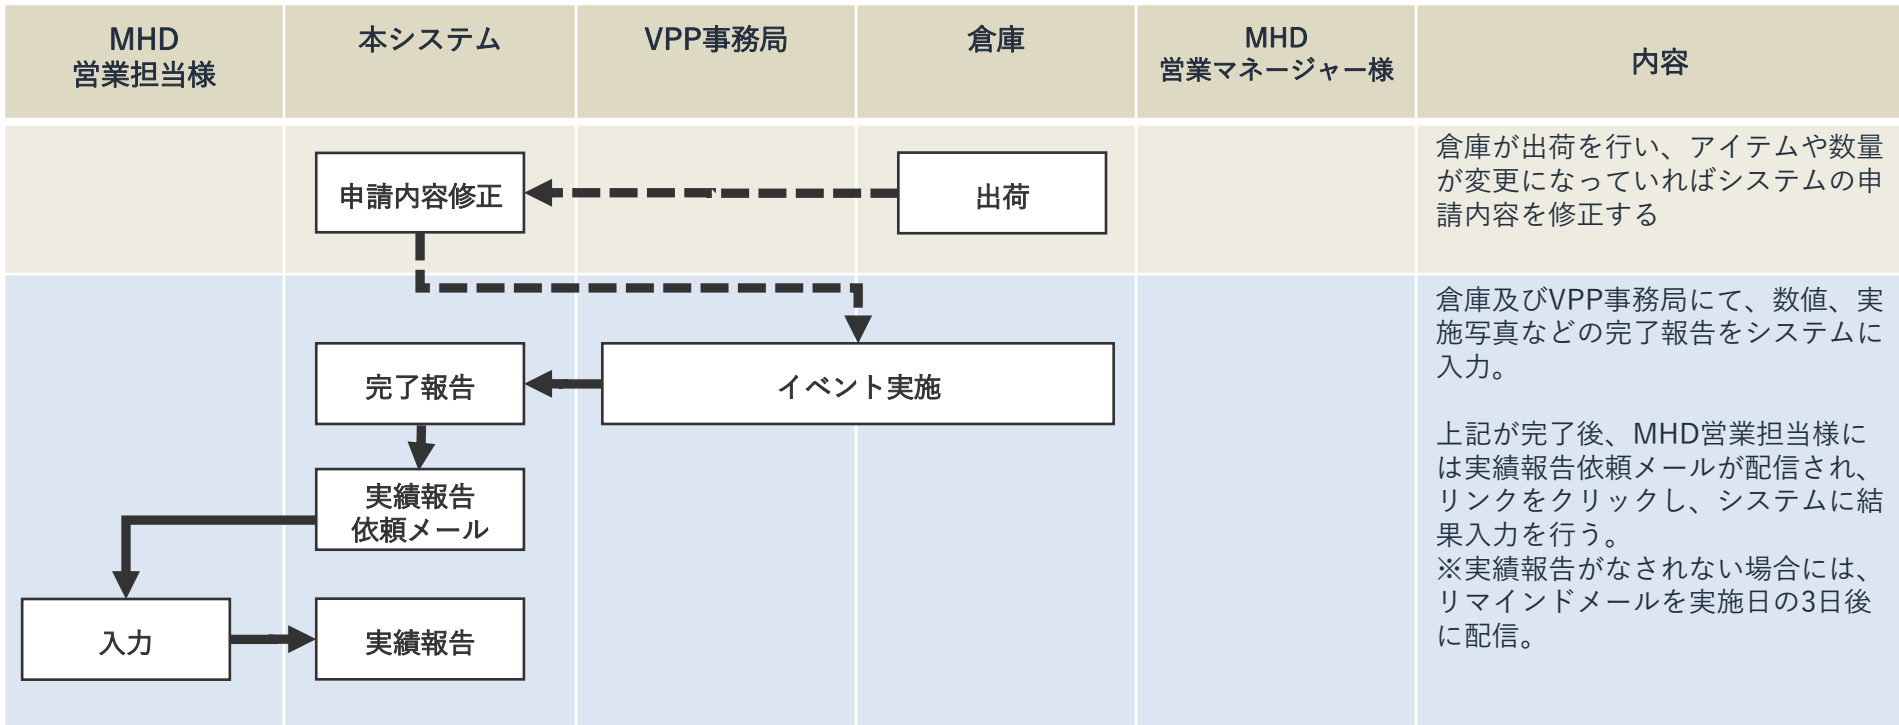 MHD
営業担当様
本システム
VPP事務局
倉庫
MHD
営業マネージャー様
内容
申請内容修正
出荷
倉庫が出荷を行い、アイテムや数量
が変更になっていればシステムの申
請内容を修正する
完了報告
イベント実施
実績報告
依頼メール
入力
実績報告
倉庫及びVPP事務局にて、数値、実
施写真などの完了報告をシステムに
入力。
上記が完了後、MHD営業担当様に
は実績報告依頼メールが配信され、
リンクをクリックし、システムに結
果入力を行う。
※実績報告がなされない場合には、
リマインドメールを実施日の3日後
に配信。